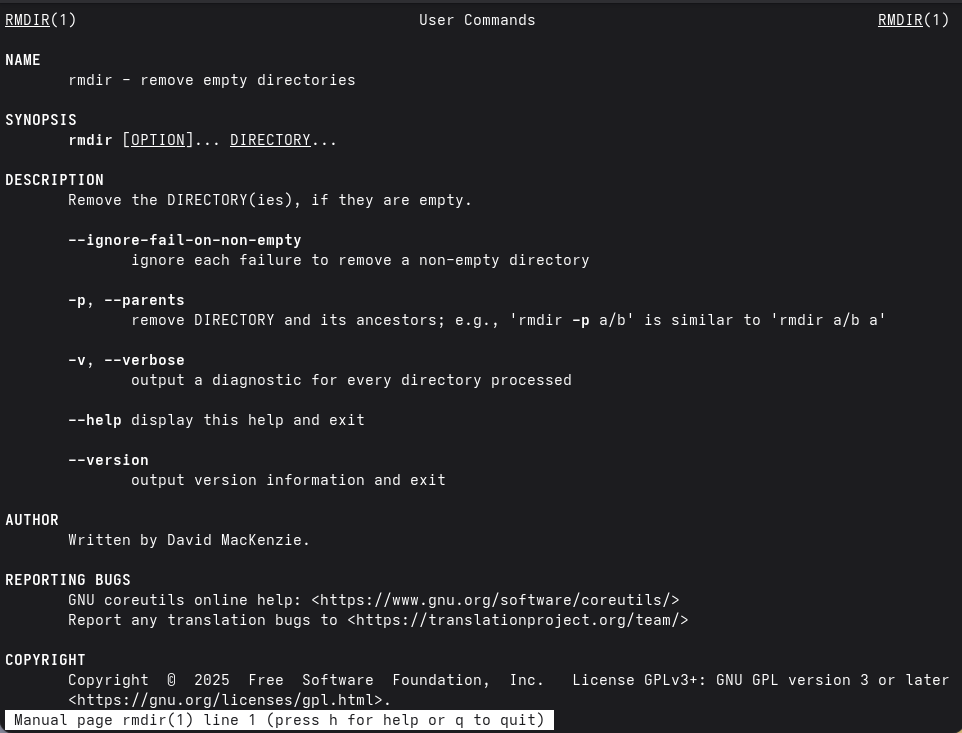 RMDIR(1) User Commands RMDIR(1)
NAME
rmdir - remove empty directories
SYNOPSIS
rmdir [OPTION]... DIRECTORY...
DESCRIPTION
Remove the DIRECTORY(ies), if they are empty.
--ignore-fail-on-non-empty
ignore each failure to remove a non-empty directory
-p, --parents
remove DIRECTORY and its ancestors; e.g., 'rmdir -p a/b' is similar to 'rmdir a/b a'
-v, --verbose
output a diagnostic for every directory processed
--help display this help and exit
--version
output version information and exit
AUTHOR
Written by David MacKenzie.
REPORTING BUGS
GNU coreutils online help: <https://www.gnu.org/software/coreutils/>
Report any translation bugs to <https://translationproject.org/team/>
COPYRIGHT
Copyright © 2025 Free Software Foundation, Inc. License GPLv3+: GNU GPL version 3 or later
<https://gnu.org/licenses/gpl.html>.
Manual page rmdir(1) line 1 (press h for help or q to quit)